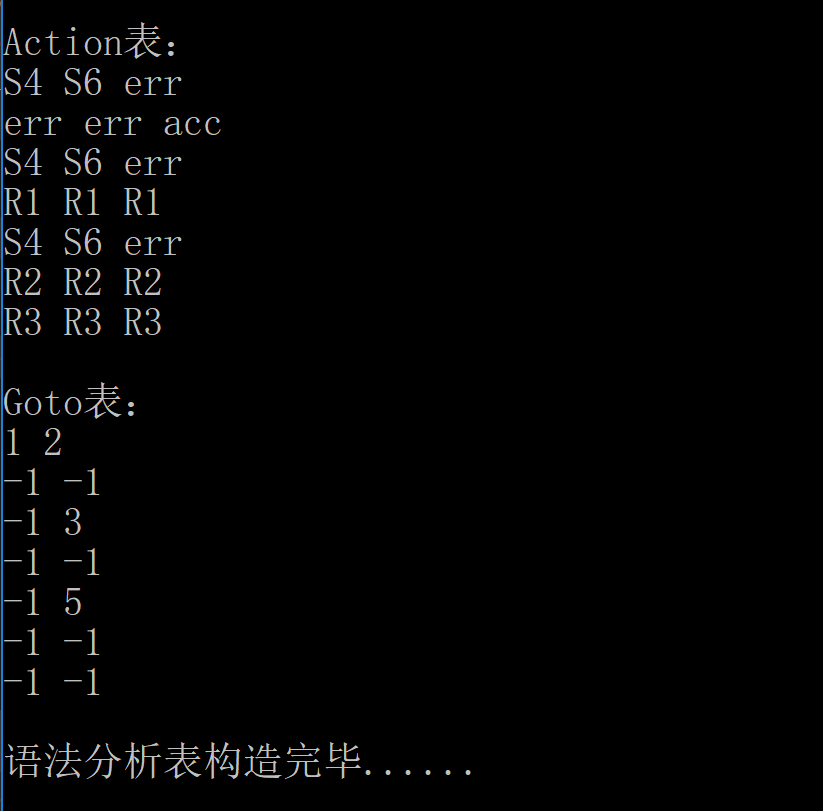 Action表：
S4 S6 err
err err acc
S4 S6 err
R1 R1 R1
S4 S6 err
R2 R2 R2
R3 R3 R3
Goto表：
1 2
-1 -1
-1 3
-1 -1
-1 5
-1 -1
-1 -1
语法分析表构造完毕......